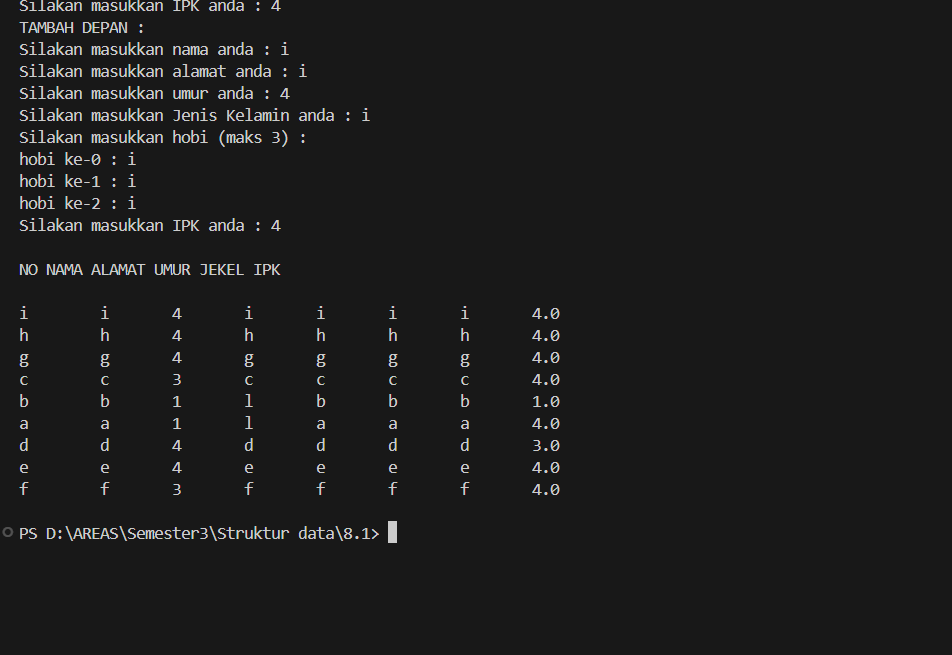 Silakan masukkan IPK anda : 4
TAMBAH DEPAN :
Silakan masukkan nama anda : i
Silakan masukkan alamat anda : i
Silakan masukkan umur anda : 4
Silakan masukkan Jenis Kelamin anda : i
Silakan masukkan hobi (maks 3) :
hobi ke-0 : i
hobi ke-1 : i
hobi ke-2 : i
Silakan masukkan IPK anda : 4
NO NAMA ALAMAT UMUR JEKEL IPK
i i 4 i i i i 4.0
h h 4 h h h h 4.0
g g 4 g g g g 4.0
c c 3 c c c c 4.0
b b 1 l b b b 1.0
a a 1 l a a a 4.0
d d 4 d d d d 3.0
e e 4 e e e e 4.0
f f 3 f f f f 4.0
PS D:\AREAS\Semester3\Struktur data\8.1>